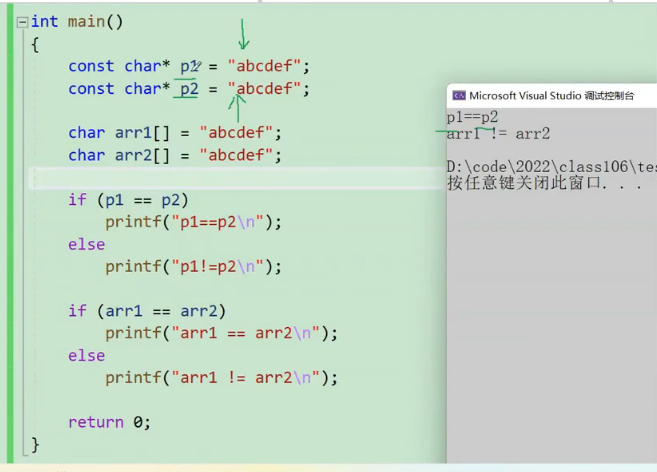 int main()
{
const char* p1 = "abcdef";
const char* p2 = "abcdef";
char arr1[] = "abcdef";
char arr2[] = "abcdef";
if (p1 == p2)
printf("p1==p2\n");
else
printf("p1!=p2\n");
if (arr1 == arr2)
printf("arr1 == arr2\n");
else
printf("arr1 != arr2\n");
return 0;
}
Microsoft Visual Studio 调试控制台
p1==p2
arr1 != arr2
D:\code\2022\class106\tes
按任意键关闭此窗口. . .